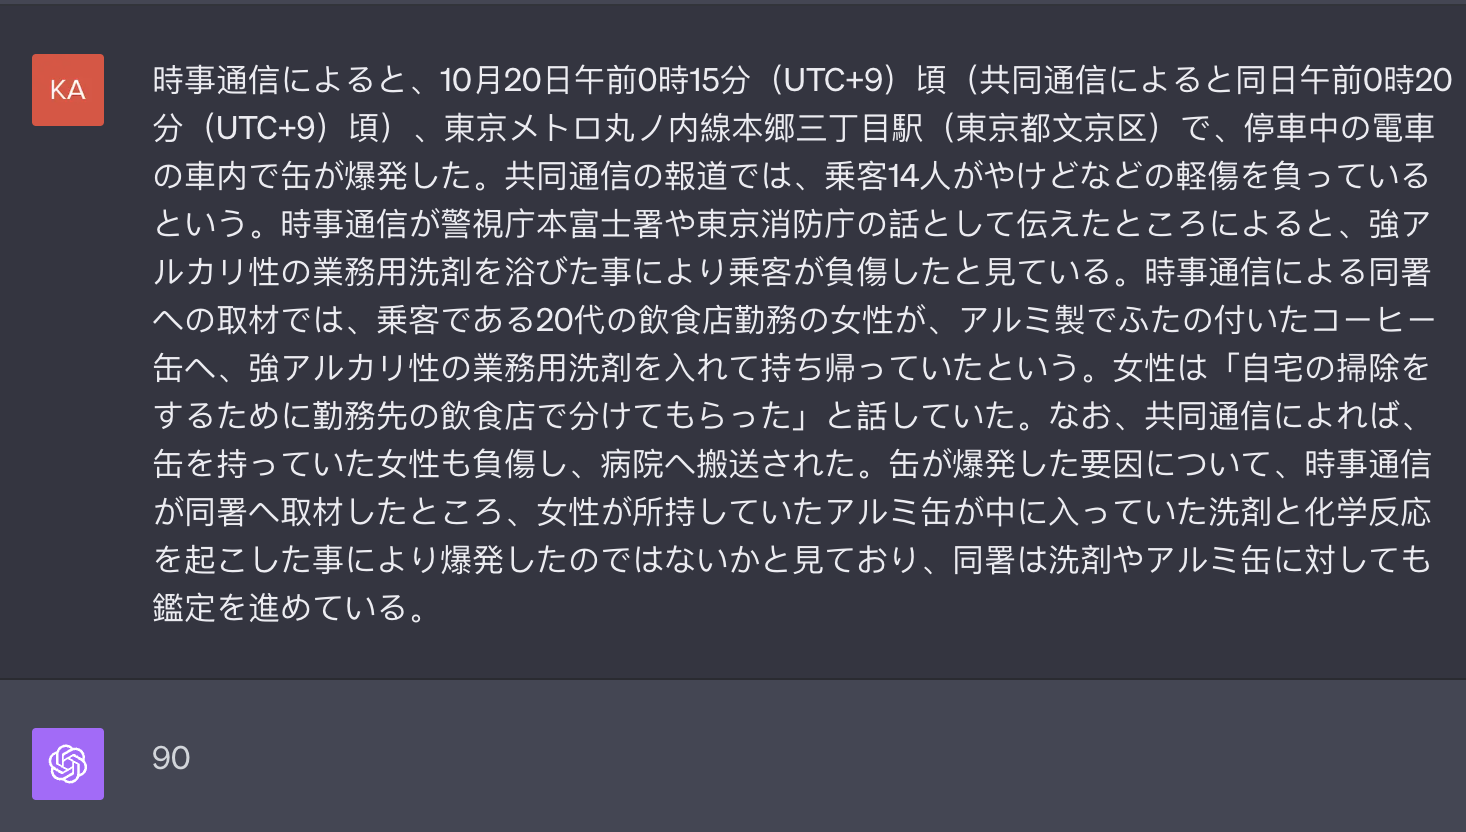 KA
時事通信によると、10月20日午前0時15分（UTC+9）頃（共同通信によると同日午前0時20
分（UTC+9）頃）、東京メトロ丸ノ内線本郷三丁目駅（東京都文京区）で、停車中の電車
の車内で缶が爆発した。共同通信の報道では、乗客14人がやけどなどの軽傷を負っている
という。時事通信が警視庁本富士署や東京消防庁の話として伝えたところによると、強ア
ルカリ性の業務用洗剤を浴びた事により乗客が負傷したと見ている。時事通信による同署
への取材では、乗客である20代の飲食店勤務の女性が、アルミ製でふたの付いたコーヒー
缶へ、強アルカリ性の業務用洗剤を入れて持ち帰っていたという。女性は「自宅の掃除を
するために勤務先の飲食店で分けてもらった」と話していた。なお、共同通信によれば、
缶を持っていた女性も負傷し、病院へ搬送された。缶が爆発した要因について、時事通信
が同署へ取材したところ、女性が所持していたアルミ缶が中に入っていた洗剤と化学反応
を起こした事により爆発したのではないかと見ており、同署は洗剤やアルミ缶に対しても
鑑定を進めている。
90